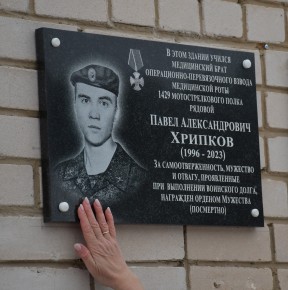 В ЭТОМ ЗДАНИИ УЧИЛСЯ
МЕДИЦИНСКИЙ БРАТ
ОПЕРАЦИОННО-ПЕРЕВЯЗОЧНОГО ВЗВОДА
МЕДИЦИНСКОЙ РОТЫ
1429 МОТОСТРЕЛКОВОГО ПОЛКА
РЯДОВОЙ
ПАВЕЛ АЛЕКСАНДРОВИЧ
ХРИПКОВ
(1996 - 2023)
ЗА САМООТВЕРЖЕННОСТЬ, МУЖЕСТВО
И ОТВАГУ, ПРОЯВЛЕННЫЕ
ПРИ ВЫПОЛНЕНИИ ВОИНСКОГО ДОЛГА,
НАГРАЖДЕН ОРДЕНОМ МУЖЕСТВА
(ПОСМЕРТНО)